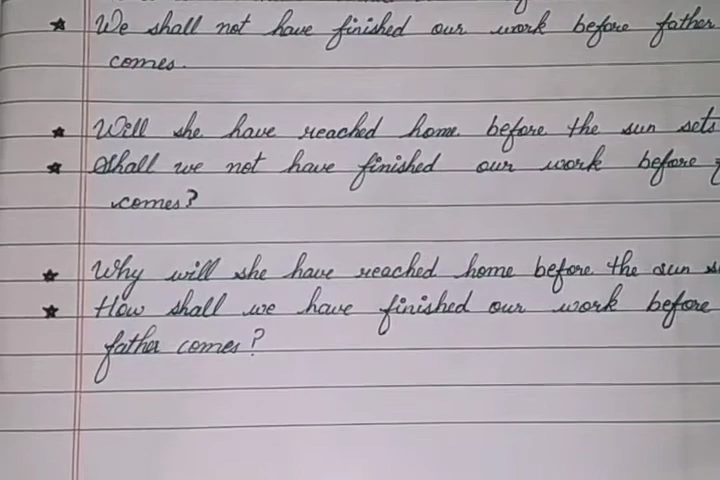 ★ We shall not have finished our work before father
comes.
★ Will she have reached home before the sun sets
★ Shall we not have finished our work before
comes?
★ Why will she have reached home before the sun
★ How shall we have finished our work before
father comes?